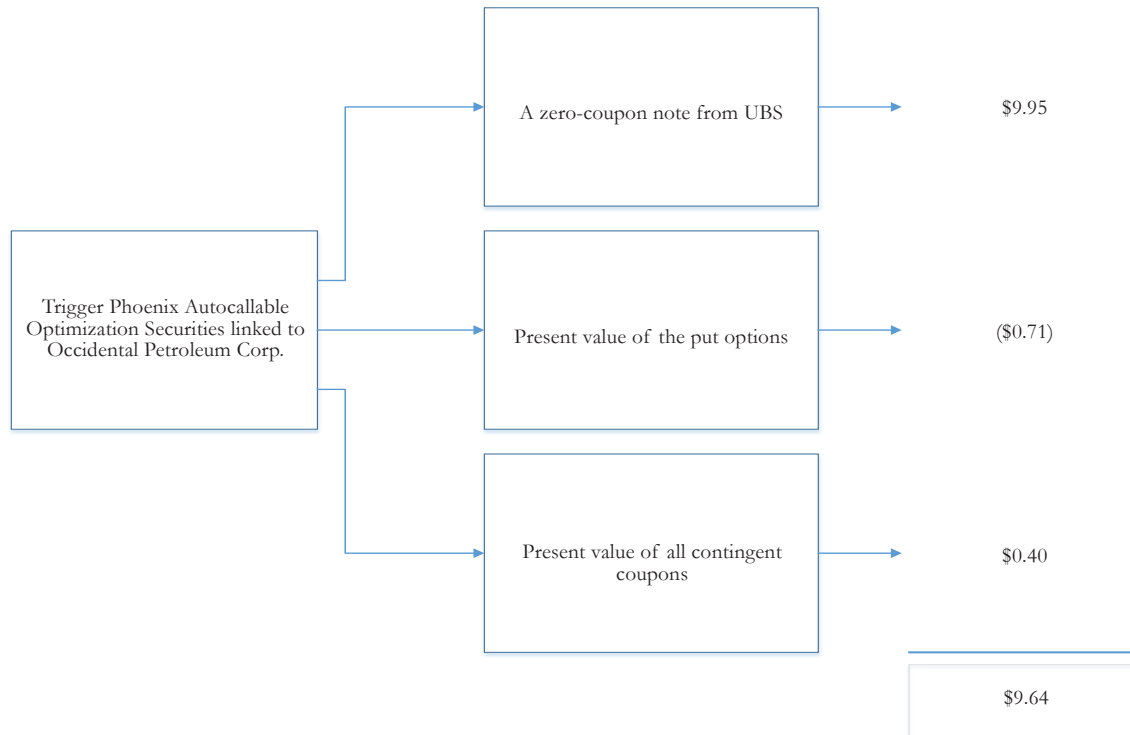 A zero-coupon note from UBS
$9.95
Trigger Phoenix Autocallable
Optimization Securities linked to
Occidental Petroleum Corp.
Present value of the put options
($0.71)
Present value of all contingent
coupons
$0.40
$9.64